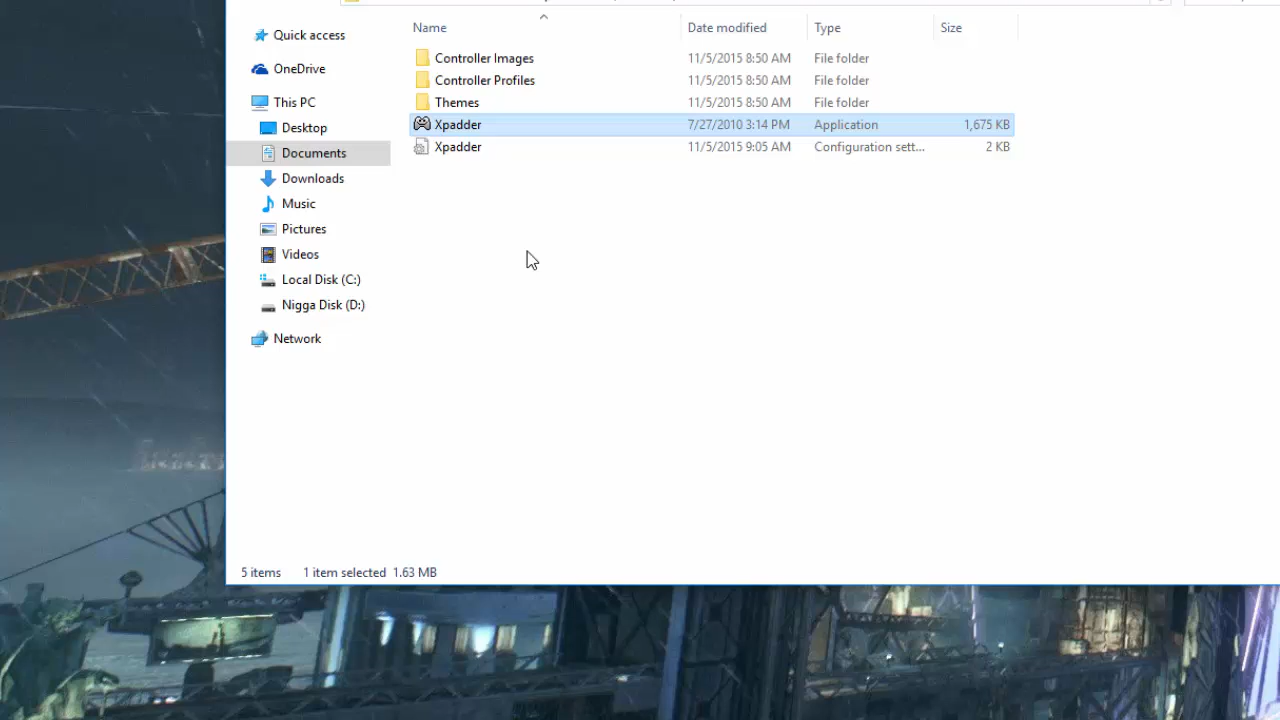 Name Date modified Type Size
Quick access
OneDrive
This PC
Desktop
Documents
Downloads
Music
Pictures
Videos
Local Disk (C:)
Nigga Disk (D:)
Network
Controller Images 11/5/2015 8:50 AM File folder
Controller Profiles 11/5/2015 8:50 AM File folder
Themes 11/5/2015 8:50 AM File folder
Xpadder 7/27/2010 3:14 PM Application 1,675 KB
Xpadder 11/5/2015 9:05 AM Configuration sett... 2 KB
5 items 1 item selected 1.63 MB